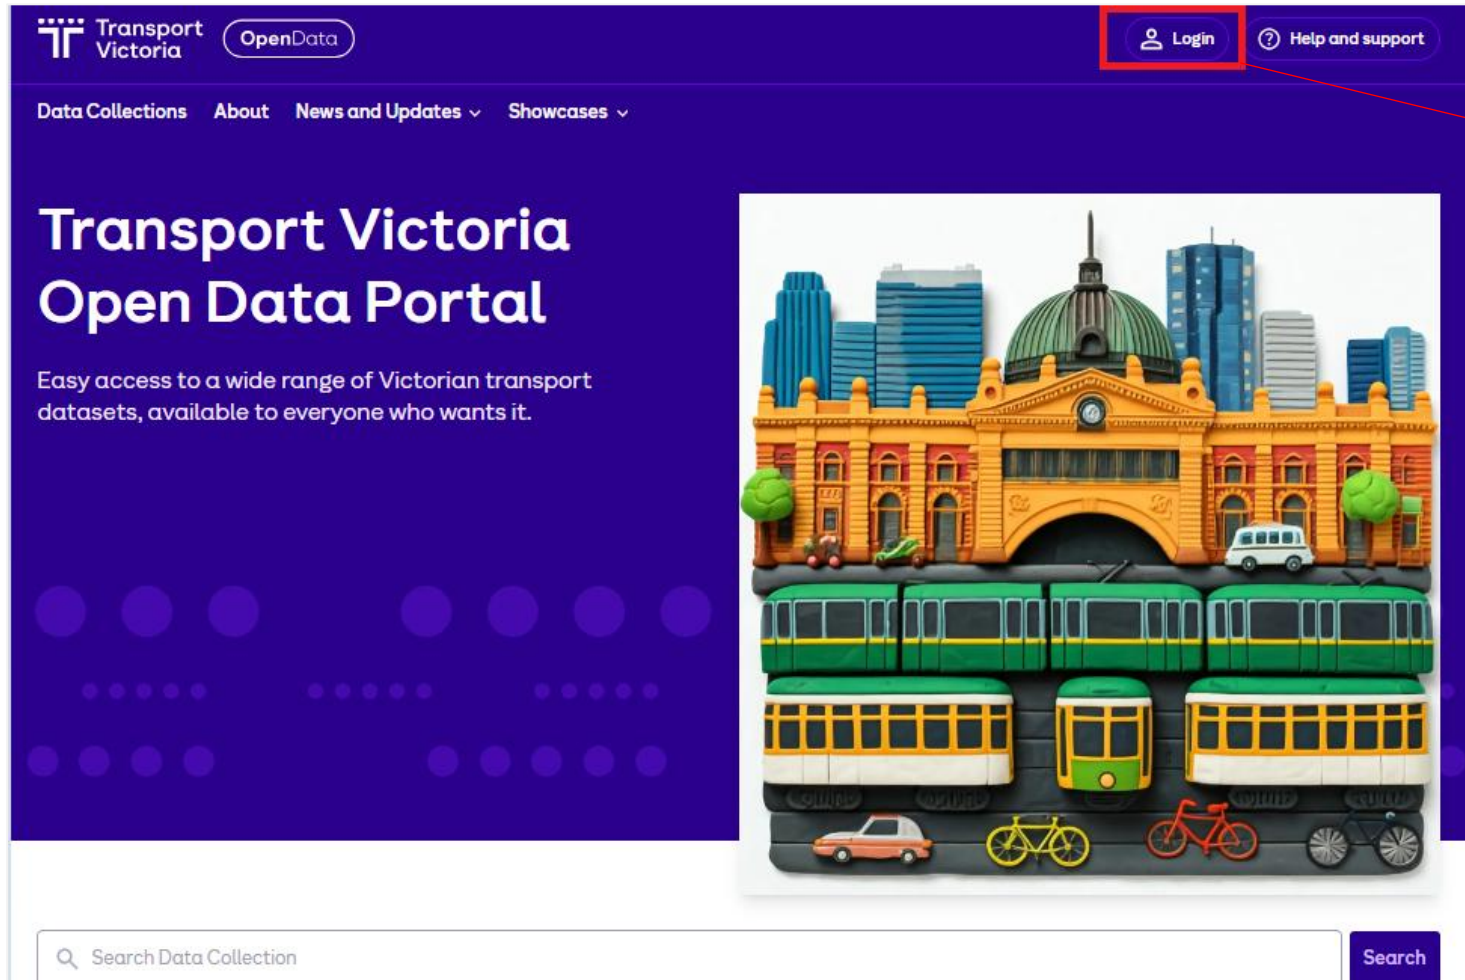 Transport
Victoria
OpenData
Login
Help and support
Data Collections About News and Updates Showcases
Transport Victoria
Open Data Portal
Easy access to a wide range of Victorian transport
datasets, available to everyone who wants it.
Search Data Collection
Search